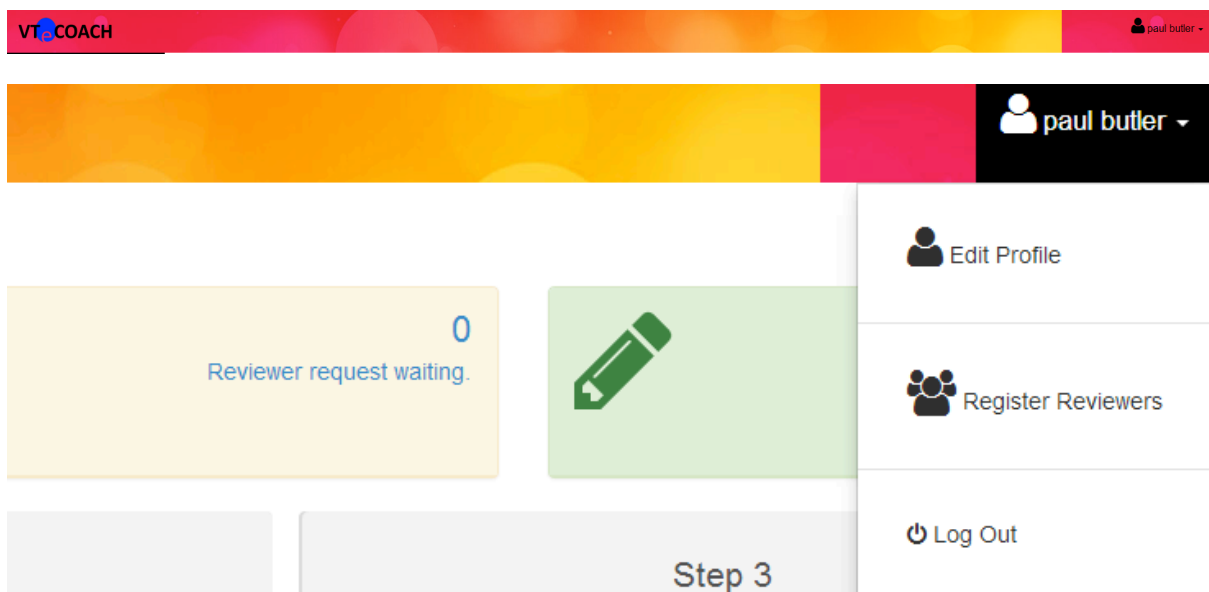 VTeCOACH
paul butler
paul butler
Edit Profile
0
Reviewer request waiting.
Register Reviewers
Log Out
Step 3